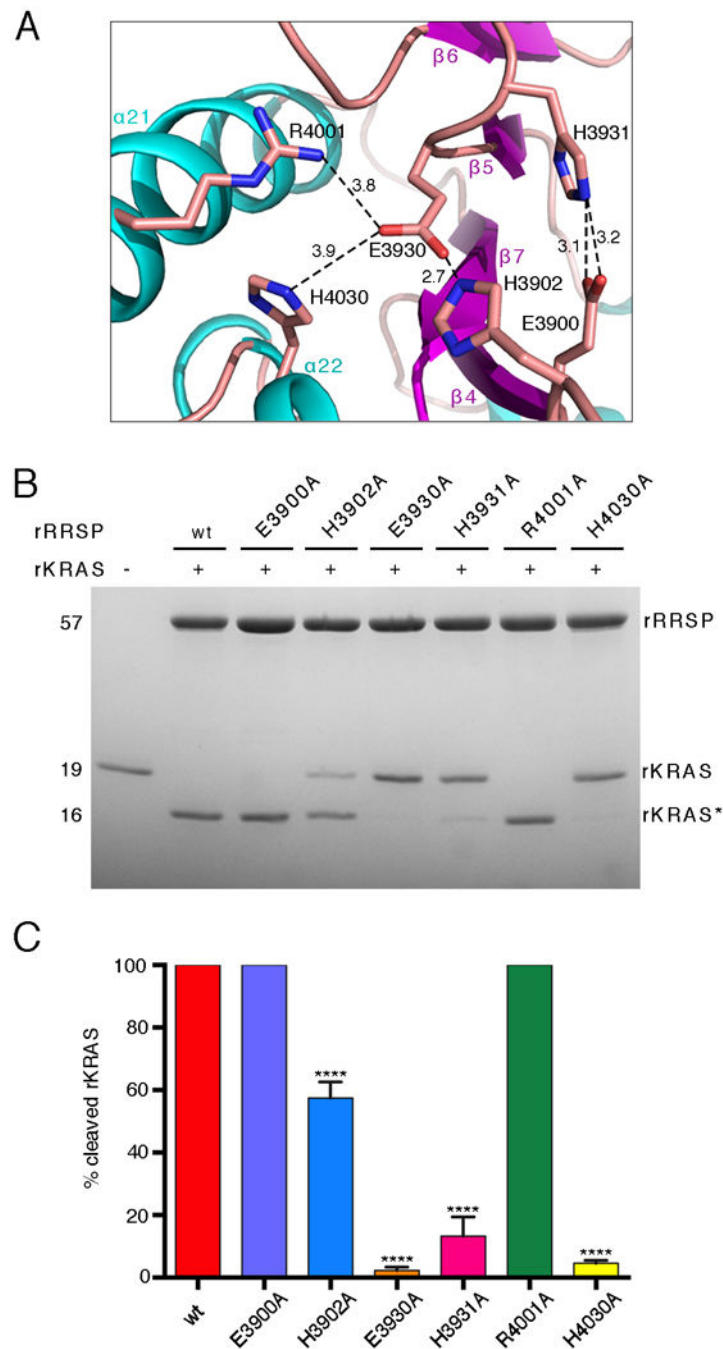 A
β6
α21
R4001
H3931
β5
3.8
3.9
E3930
3.1
3.2
β7
2.7
H3902
H4030
E3900
α22
β4
B
rRRSP wt E3900A H3902A E3930A H3931A R4001A H4030A
rKRAS - + + + + + + +
57 rRRSP
19 rKRAS
16 rKRAS*
C
% cleaved rKRAS
100
80
60
40
20
0
****
****
****
****
wt E3900A H3902A E3930A H3931A R4001A H4030A